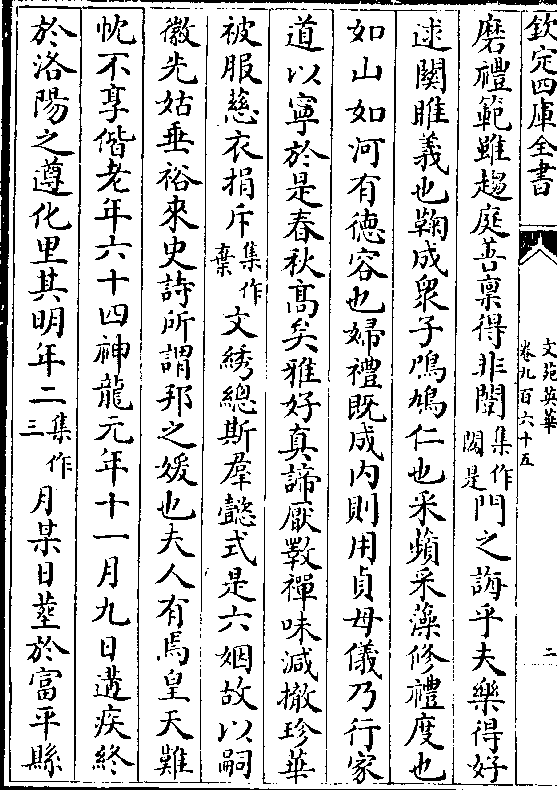 欽定四庫全書
文苑英華
卷九百六十五
二
磨禮範雖趨庭善禀得非閨集作閫是門之誨乎夫樂得好
逑關睢義也鞠成衆子鳲鳩仁也采蘋采藻修禮度也
如山如河有德容也婦禮既成内則用貞母儀乃行家
道以寧於是春秋髙矣雅好真諦厭斁禪味減撤珍華
被服慈衣捐斥集作棄文綉總斯羣懿式是六姻故以嗣
徽先姑垂裕來史詩所謂邦之媛也夫人有焉皇天難
忱不享偕老年六十四神龍元年十一月九日遘疾終
於洛陽之遵化里其明年二集作三月某日塟於富平縣